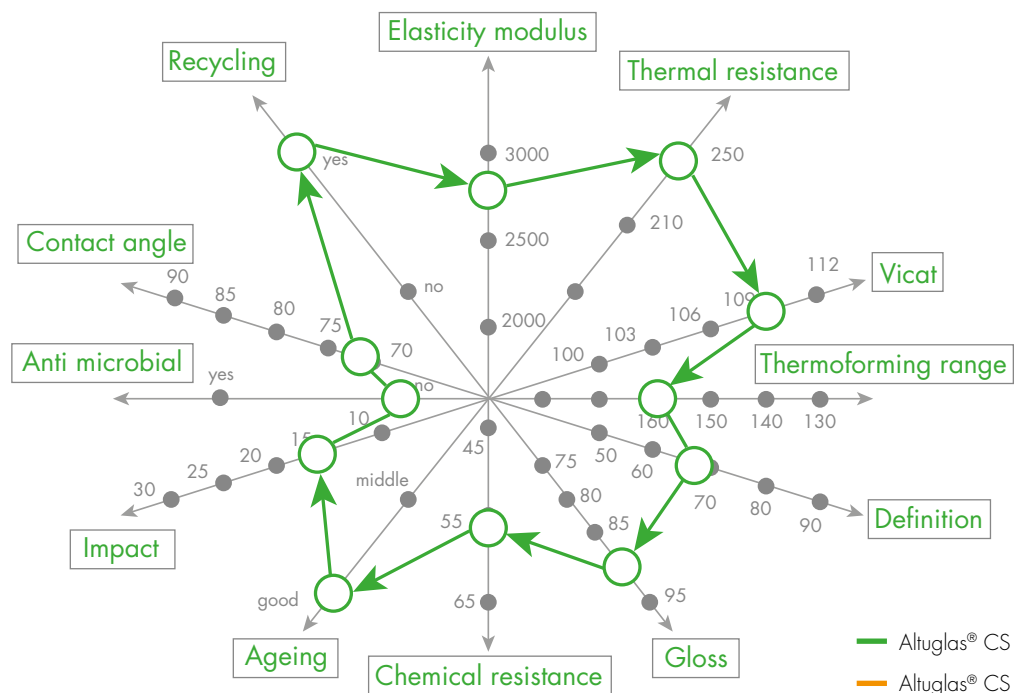 Elasticity modulus
Recycling
Thermal resistance
3000
yes
250
210
2500
Contact angle
90
85
80
75
70
no
2000
112
109
106
103
100
Vicat
Anti microbial
yes
no
Thermoforming range
160
150
140
130
10
15
20
25
30
Impact
45
55
65
middle
good
Ageing
Chemical resistance
75
80
85
95
Gloss
50
60
70
80
90
Definition
Altuglas® CS
Altuglas® CS